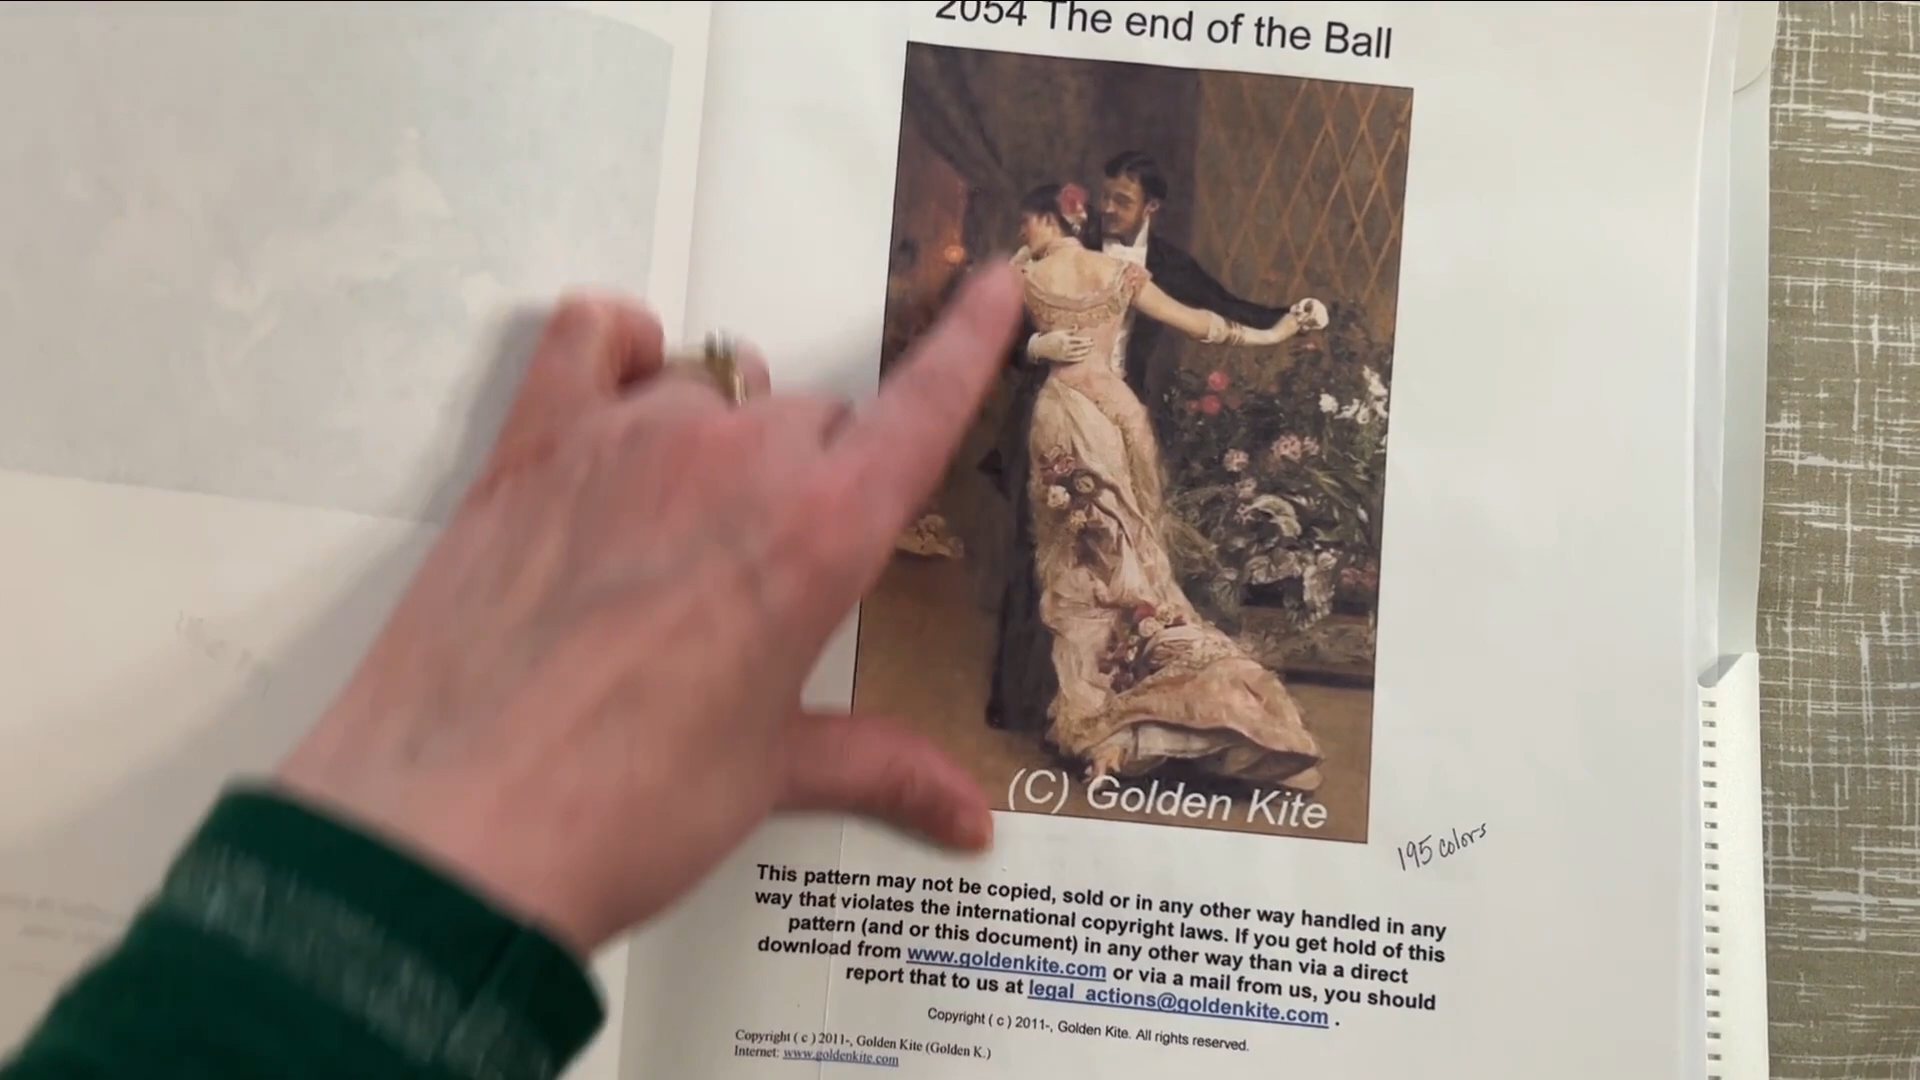 2054 The end of the Ball
(C) Golden Kite
195 colors
This pattern may not be copied, sold or in any other way handled in any
way that violates the international copyright laws. If you get hold of this
pattern (and or this document) in any other way than via a direct
download from www.goldenkite.com or via a mail from us, you should
report that to us at legal_actions@goldenkite.com .
Copyright ( c ) 2011-, Golden Kite. All rights reserved.
Copyright ( c ) 2011-, Golden Kite (Golden K.)
Internet: www.goldenkite.com